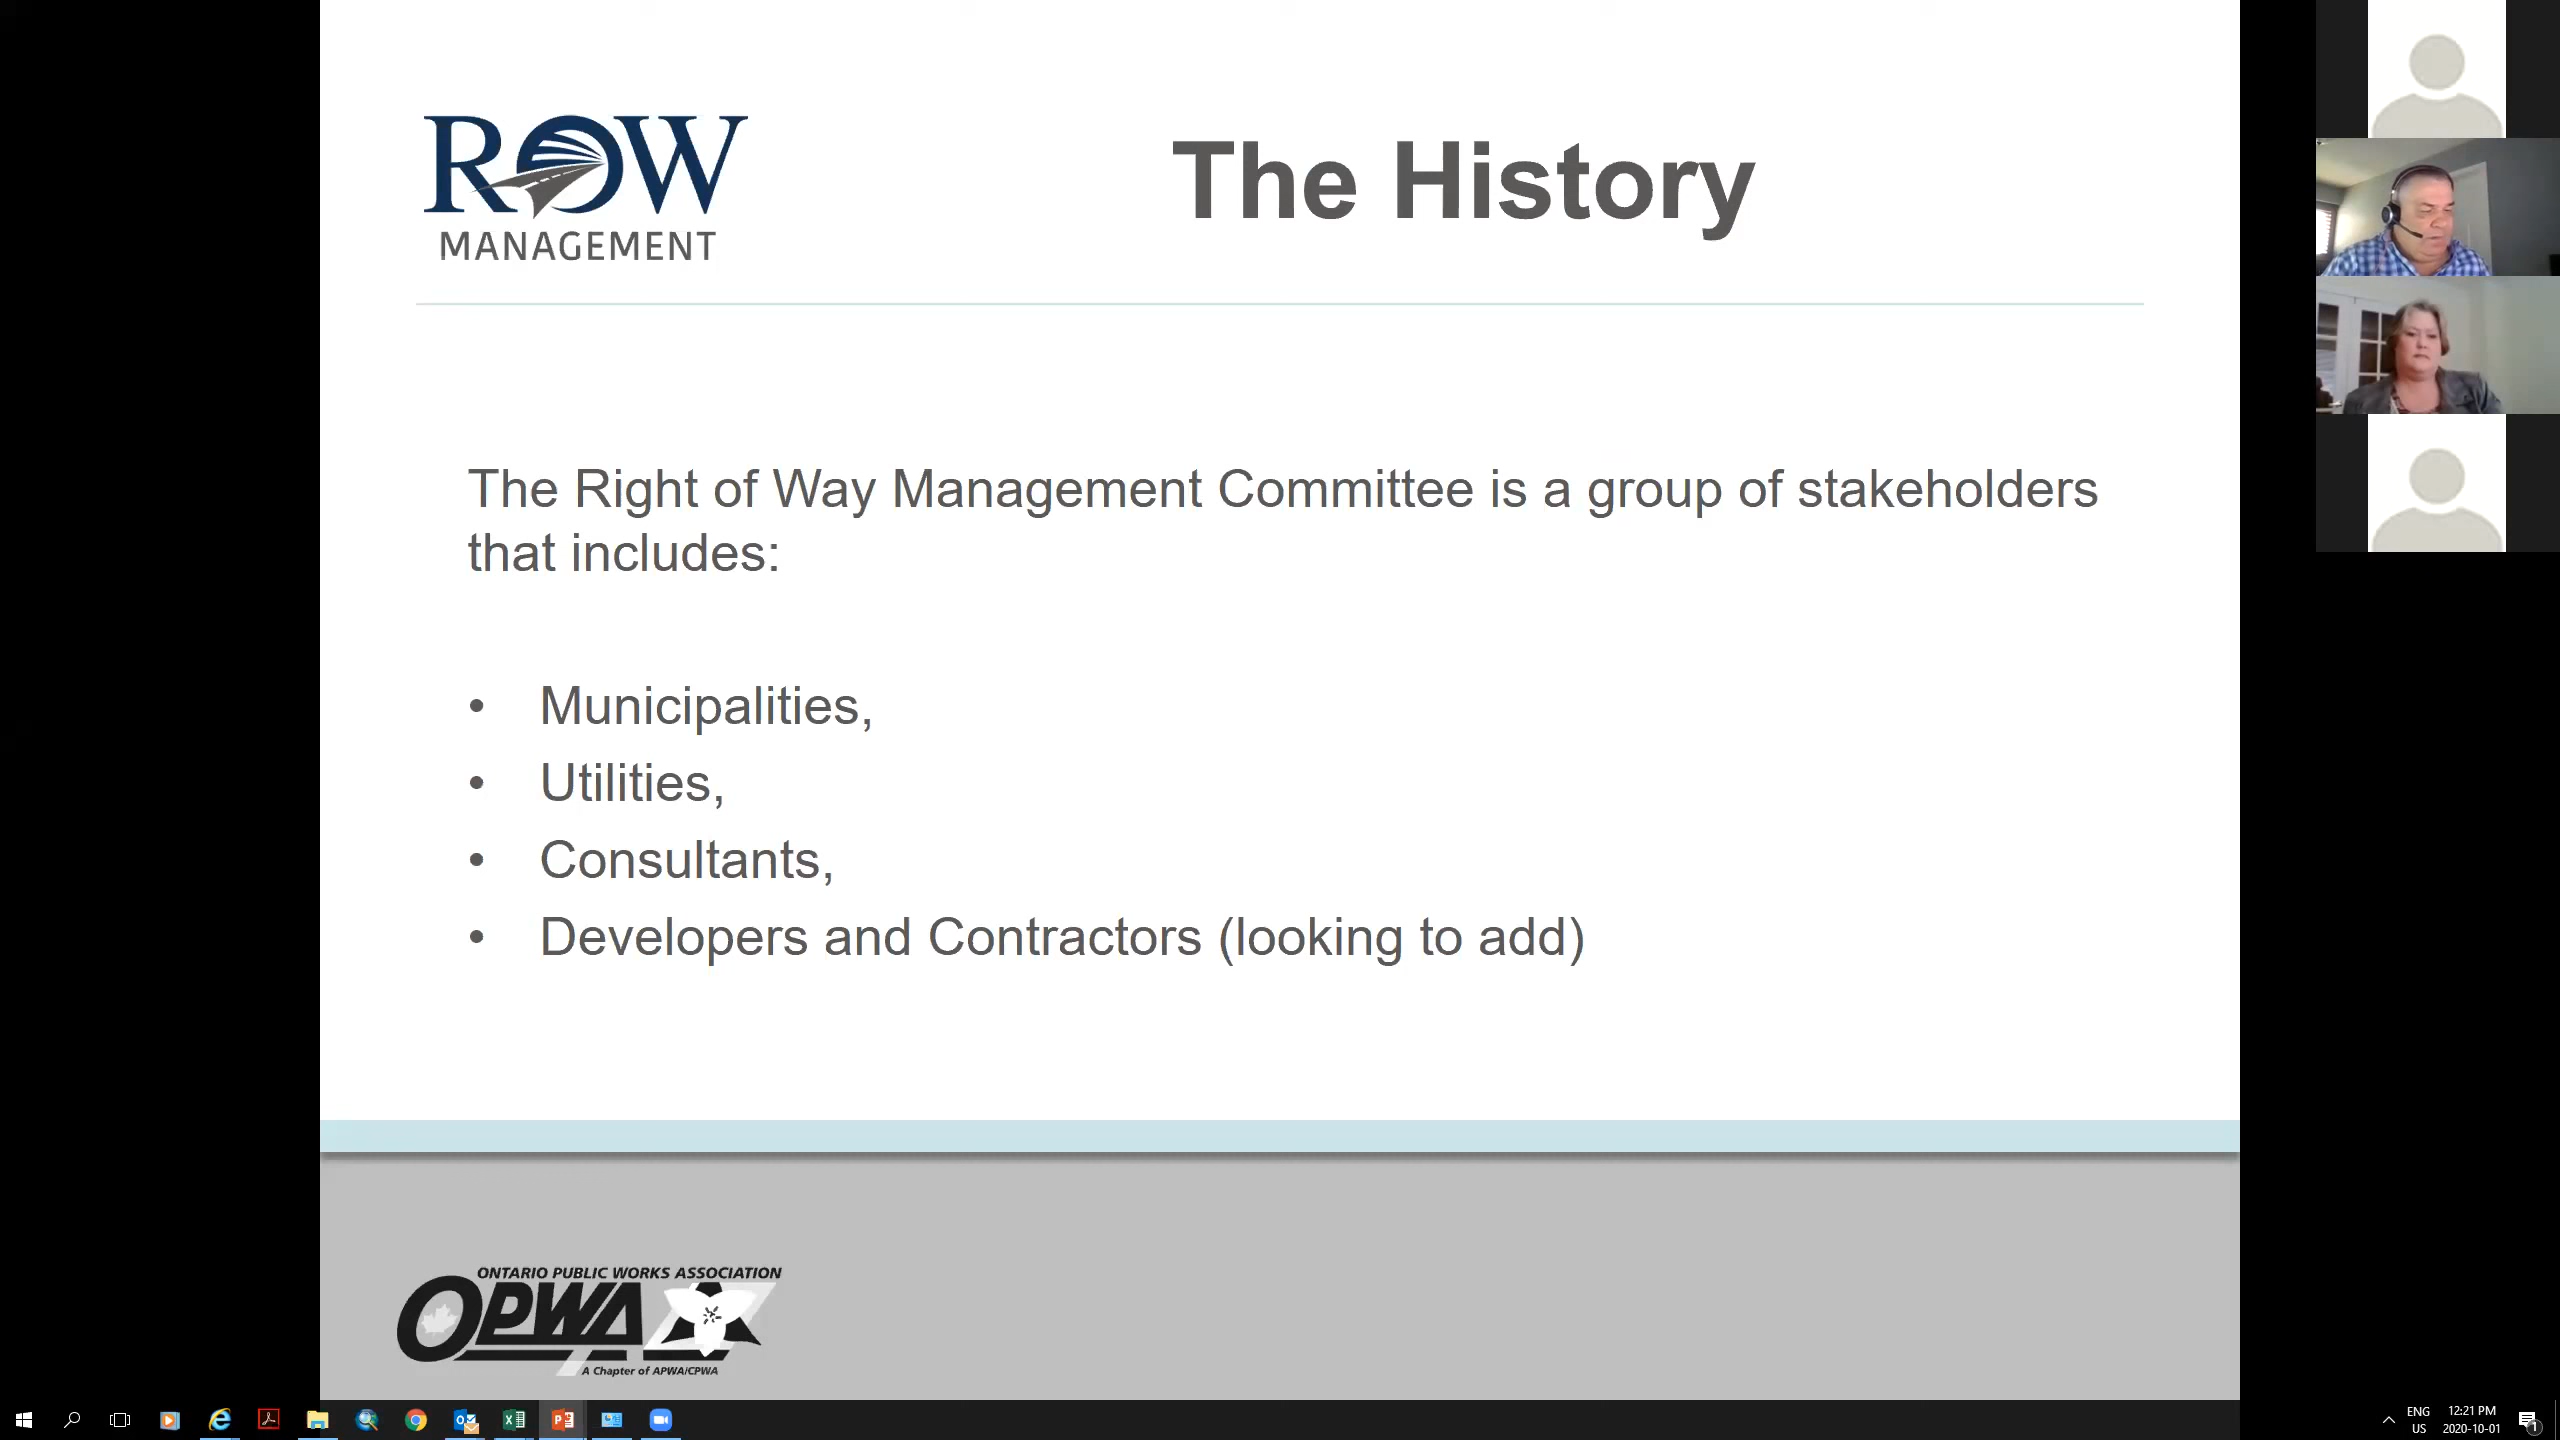 ROW
MANAGEMENT
The History
The Right of Way Management Committee is a group of stakeholders
that includes:
• Municipalities,
• Utilities,
• Consultants,
• Developers and Contractors (looking to add)
ONTARIO PUBLIC WORKS ASSOCIATION
OPWA
A Chapter of APWA/CPWA
ENG
US
12:21 PM
2020-10-01
1